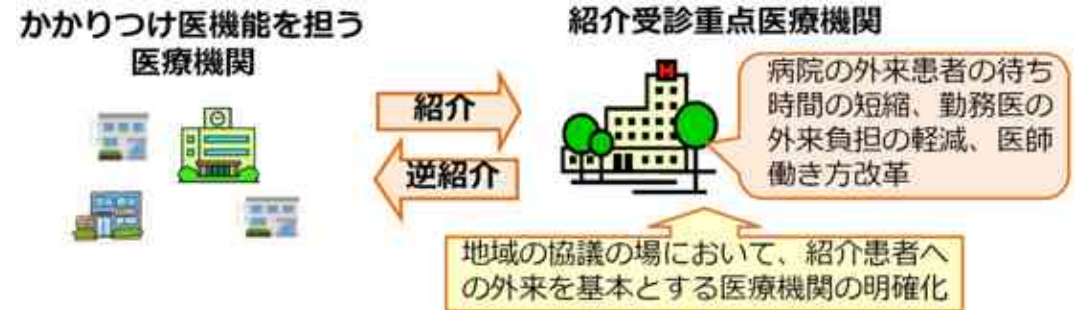 かかりつけ医機能を担う
医療機関
紹介受診重点医療機関
紹介
逆紹介
H
病院の外来患者の待ち
時間の短縮、勤務医の
外来負担の軽減、医師
働き方改革
地域の協議の場において、紹介患者へ
の外来を基本とする医療機関の明確化